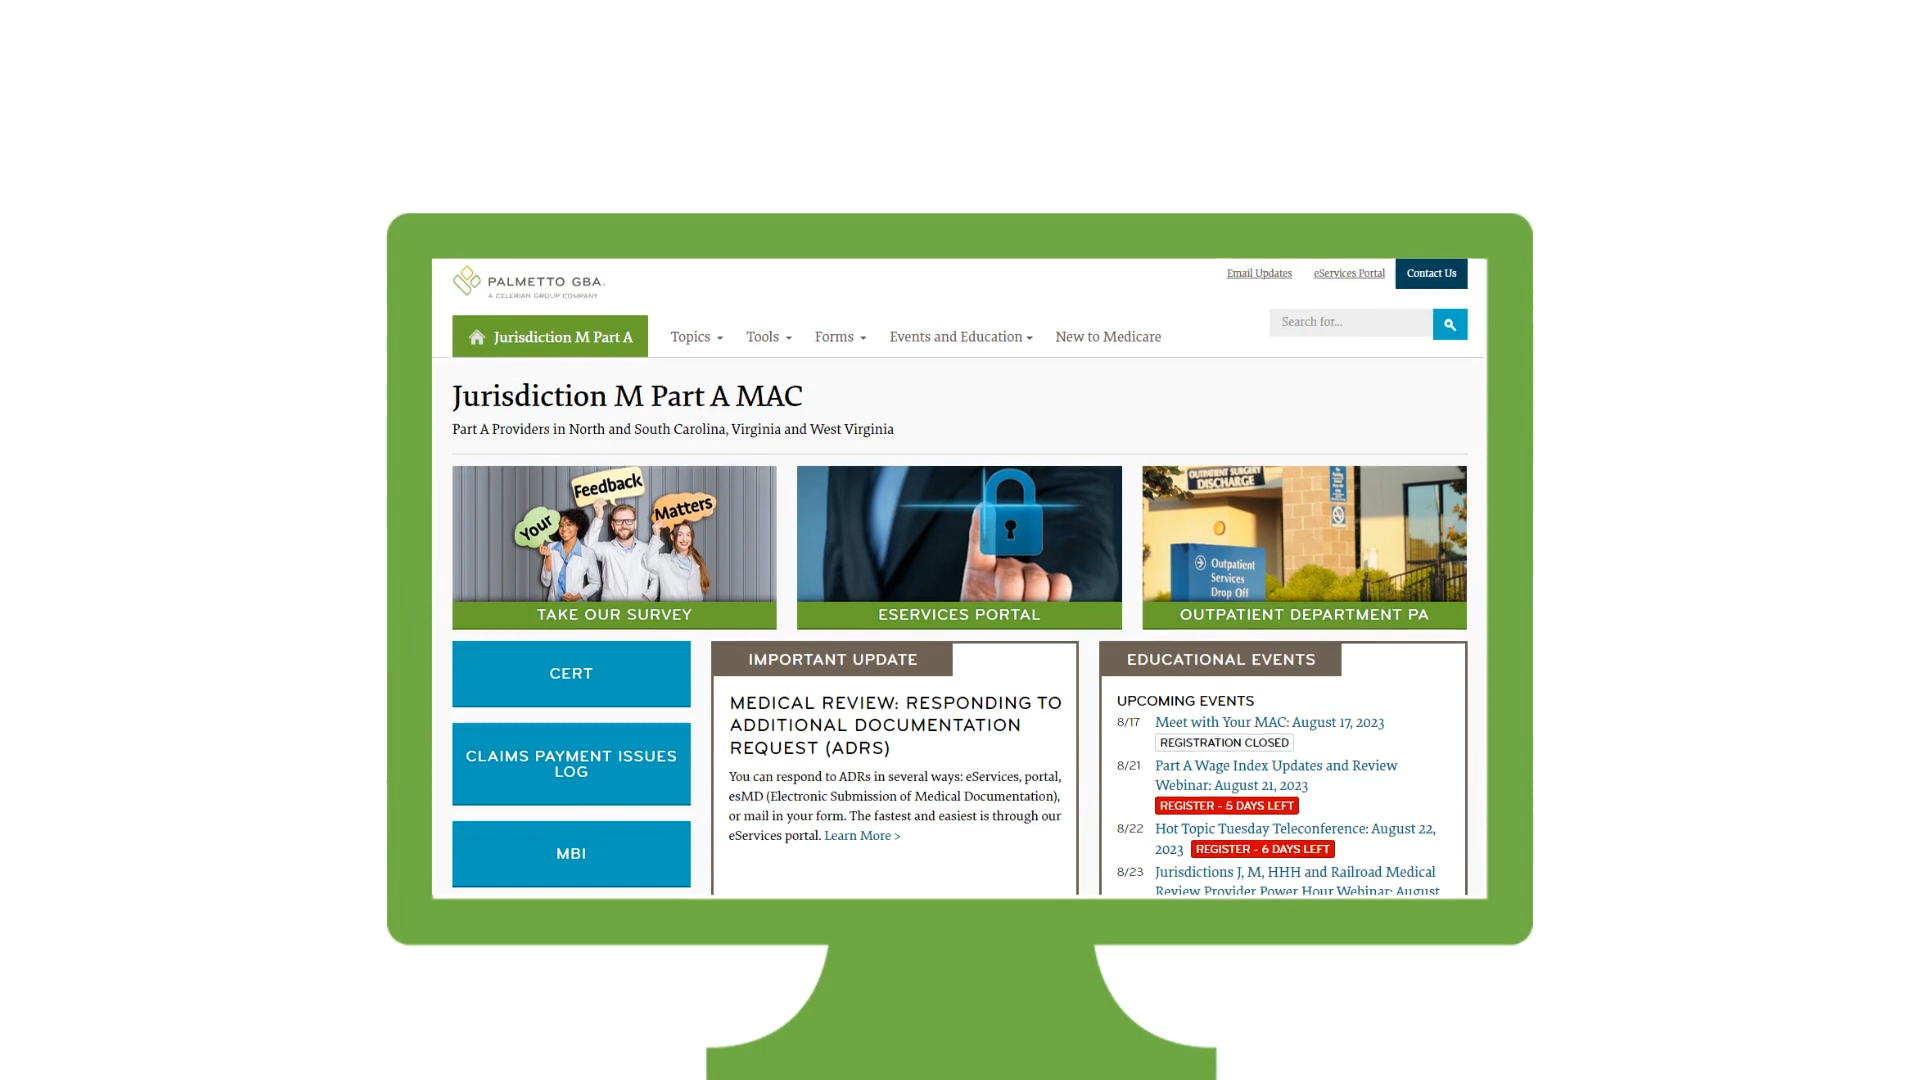 PALMETTO GBA
A CELERIAN GROUP COMPANY
Email Updates
eServices Portal
Contact Us
Search for...
Jurisdiction M Part A
Topics
Tools
Forms
Events and Education
New to Medicare
Jurisdiction M Part A MAC
Part A Providers in North and South Carolina, Virginia and West Virginia
Your
Feedback
Matters
TAKE OUR SURVEY
ESERVICES PORTAL
OUTPATIENT SURGERY
DISCHARGE
Outpatient
Services
Drop Off
OUTPATIENT DEPARTMENT PA
CERT
CLAIMS PAYMENT ISSUES
LOG
MBI
IMPORTANT UPDATE
MEDICAL REVIEW: RESPONDING TO
ADDITIONAL DOCUMENTATION
REQUEST (ADRS)
You can respond to ADRs in several ways: eServices, portal,
esMD (Electronic Submission of Medical Documentation),
or mail in your form. The fastest and easiest is through our
eServices portal. Learn More >
EDUCATIONAL EVENTS
UPCOMING EVENTS
8/17 Meet with Your MAC: August 17, 2023
REGISTRATION CLOSED
8/21 Part A Wage Index Updates and Review
Webinar: August 21, 2023
REGISTER - 5 DAYS LEFT
8/22 Hot Topic Tuesday Teleconference: August 22,
2023 REGISTER - 6 DAYS LEFT
8/23 Jurisdictions J, M, HHH and Railroad Medical
Review Provider Power Hour Webinar: August